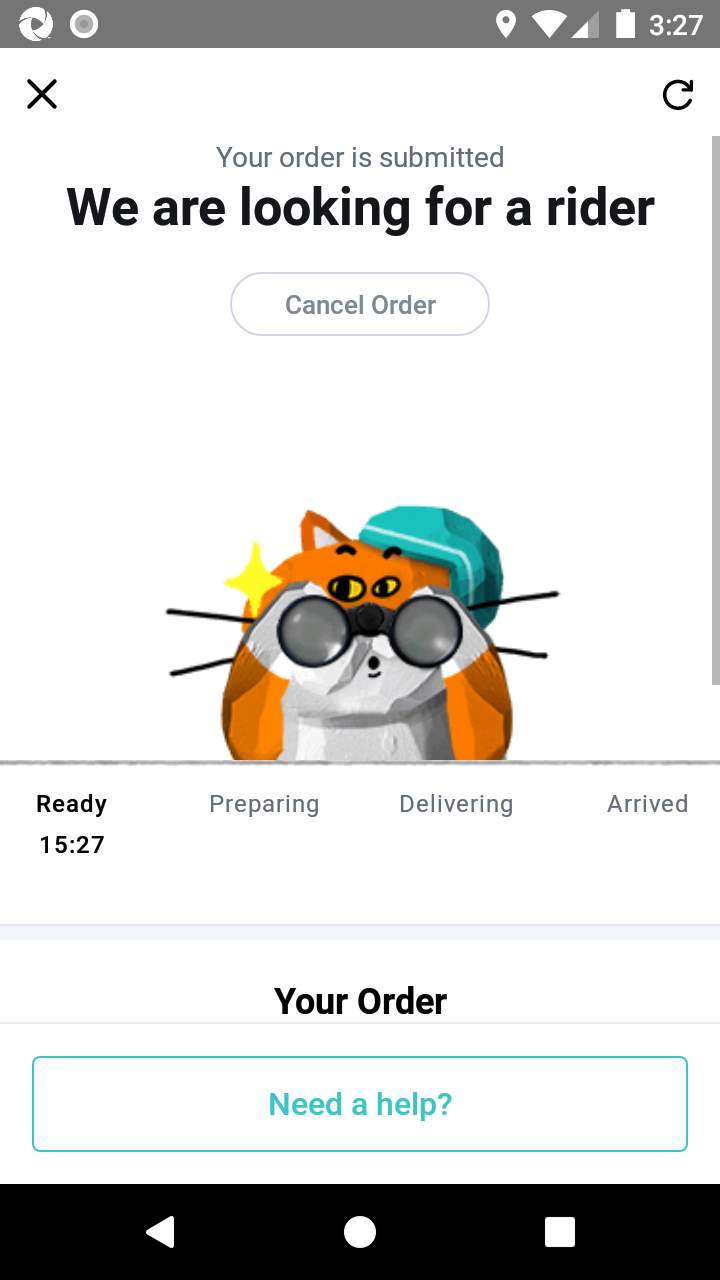 3:27
Your order is submitted
We are looking for a rider
Cancel Order
Ready Preparing Delivering Arrived
15:27
Your Order
Need a help?